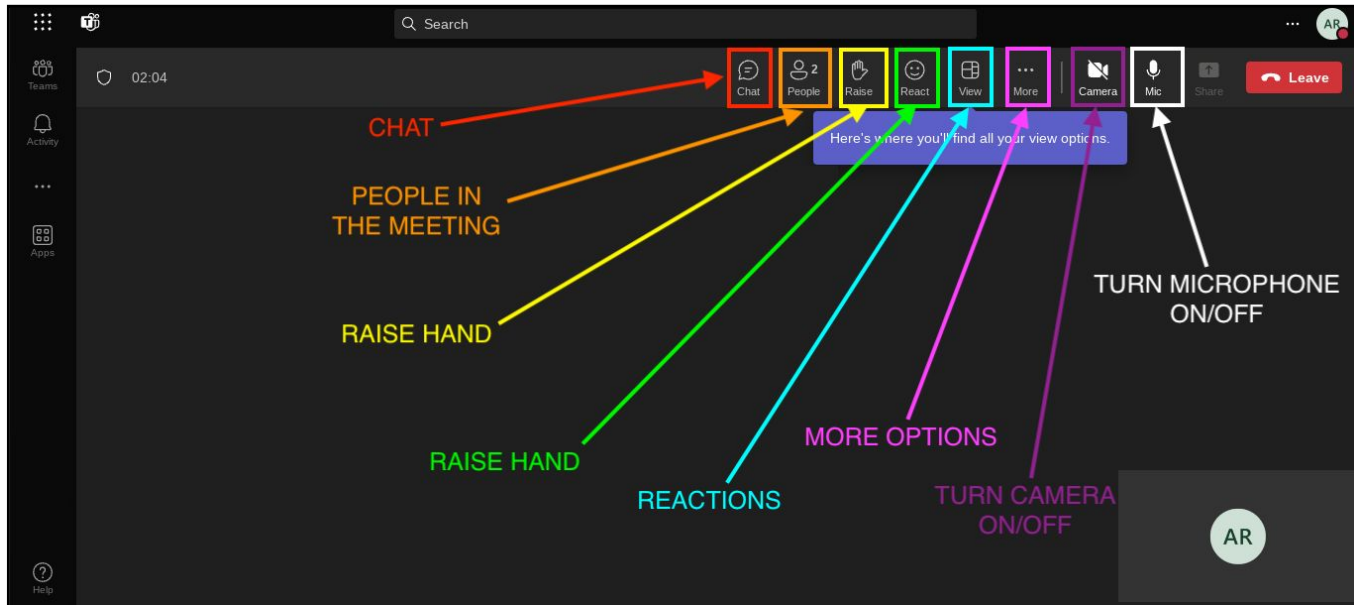 Search
AR
Teams
02:04
Chat
2
People
Raise
React
View
More
Camera
Mic
Share
Leave
Activity
CHAT
Here's where you'll find all your view options.
PEOPLE IN
THE MEETING
Apps
TURN MICROPHONE
ON/OFF
RAISE HAND
MORE OPTIONS
RAISE HAND
REACTIONS
TURN CAMERA
ON/OFF
AR
Help